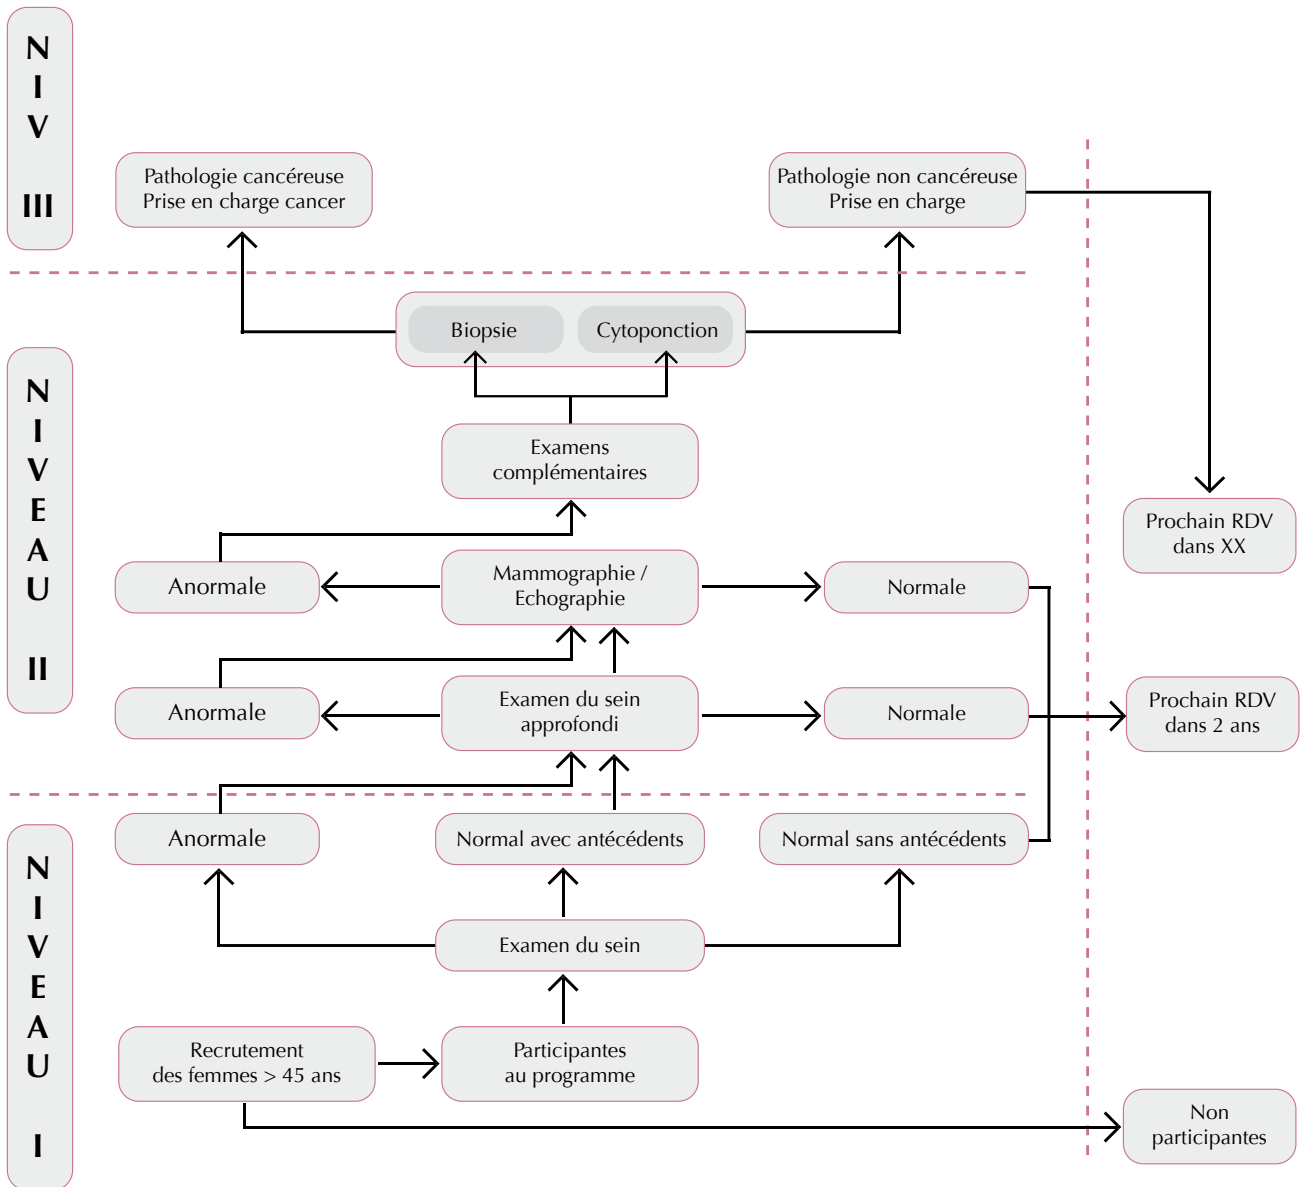 N
I
V
III
Pathologie cancéreuse
Prise en charge cancer
Pathologie non cancéreuse
Prise en charge
N
I
V
E
A
U
II
Biopsie
Cytoponction
Examens
complémentaires
Prochain RDV
dans XX
Anormale
Mammographie /
Echographie
Normale
Anormale
Examen du sein
approfondi
Normale
Prochain RDV
dans 2 ans
N
I
V
E
A
U
I
Anormale
Normal avec antécédents
Normal sans antécédents
Examen du sein
Recrutement
des femmes > 45 ans
Participantes
au programme
Non
participantes